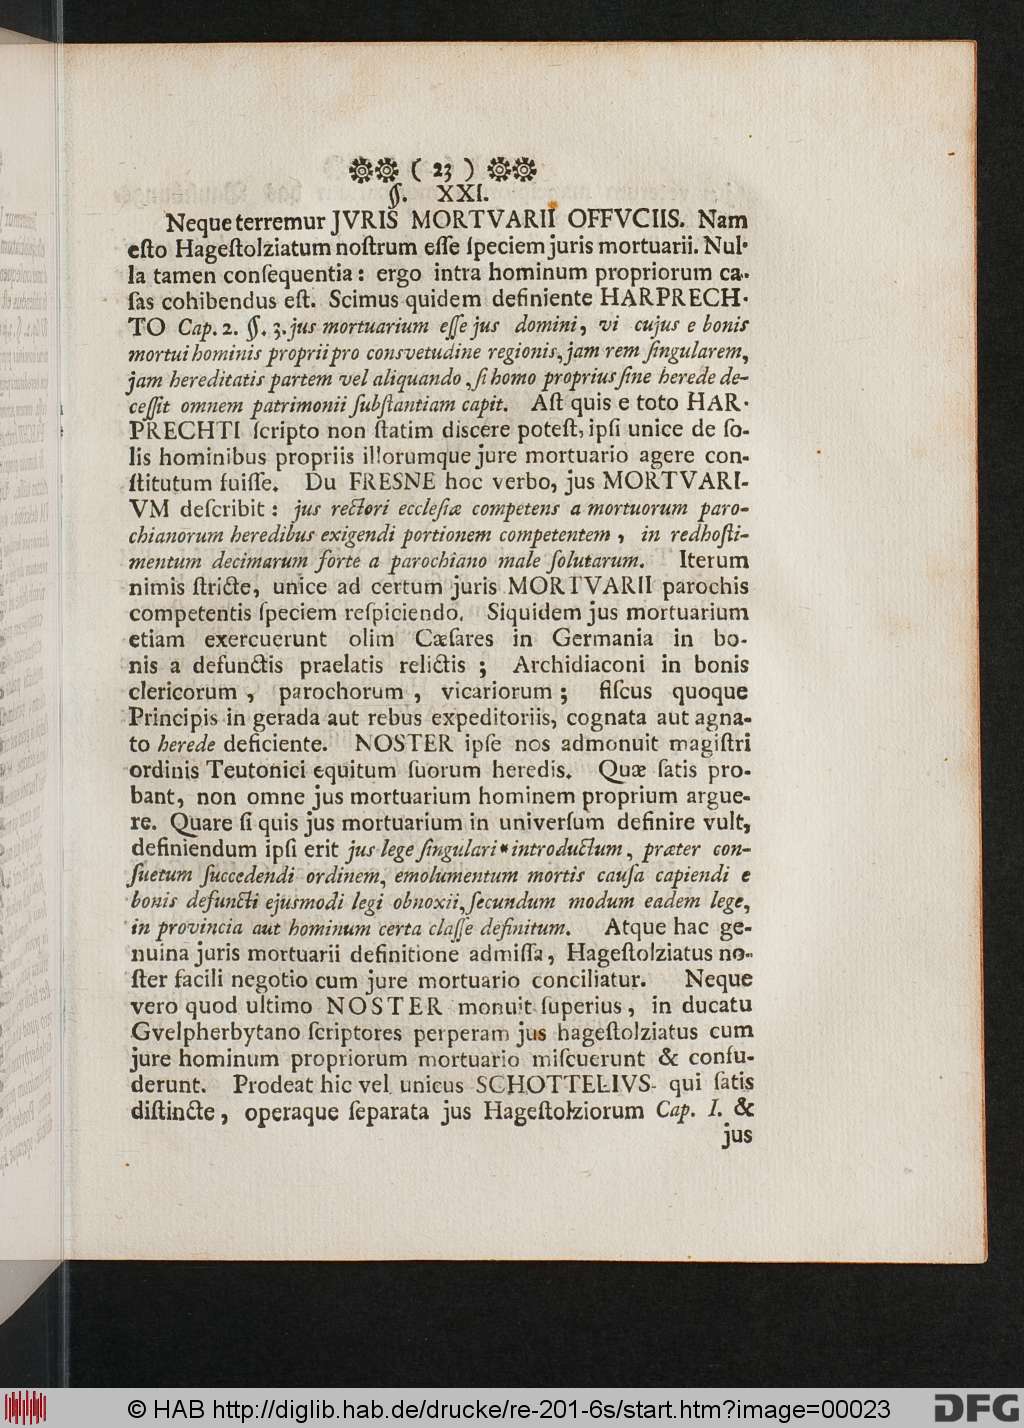 ( 23 )
§. XXI.
Neque terremur JVRIS MORTVARII OFFVCIIS. Nam
eſto Hageſtolziatum noſtrum eſſe ſpeciem juris mortuarii. Nul-
la tamen conſequentia: ergo intra hominum propriorum ca-
ſas cohibendus eſt. Scimus quidem definiente HARPRECH-
TO Cap. 2. §. 3. jus mortuarium eſſe jus domini, vi cujus e bonis
mortui hominis proprii pro consvetudine regionis, jam rem ſingularem,
jam hereditatis partem vel aliquando, ſi homo proprius ſine herede de-
ceſſit omnem patrimonii ſubſtantiam capit. Aſt quis e toto HAR-
PRECHTI ſcripto non ſtatim discere poteſt, ipſi unice de ſo-
lis hominibus propriis illorumque jure mortuario agere con-
ſtitutum fuiſſe. Du FRESNE hoc verbo, jus MORTVARI-
VM deſcribit: jus rectori eccleſiæ competens a mortuorum paro-
chianorum heredibus exigendi portionem competentem, in redhoſti-
mentum decimarum forte a parochiano male ſolutarum. Iterum
nimis ſtricte, unice ad certum juris MORTVARII parochis
competentis ſpeciem reſpiciendo. Siquidem jus mortuarium
etiam exercuerunt olim Cæſares in Germania in bo-
nis a defunctis praelatis relictis; Archidiaconi in bonis
clericorum, parochorum, vicariorum; fiſcus quoque
Principis in gerada aut rebus expeditoriis, cognata aut agna-
to herede deficiente. NOSTER ipſe nos admonuit magiſtri
ordinis Teutonici equitum ſuorum heredis. Quæ ſatis pro-
bant, non omne jus mortuarium hominem proprium argue-
re. Quare ſi quis jus mortuarium in univerſum definire vult,
definiendum ipſi erit jus lege ſingulari introductum, præter con-
ſuetum ſuccedendi ordinem, emolumentum mortis cauſa capiendi e
bonis defuncti ejusmodi legi obnoxii, ſecundum modum eadem lege,
in provincia aut hominum certa claſſe definitum. Atque hac ge-
nuina juris mortuarii definitione admiſſa, Hageſtolziatus no-
ſter facili negotio cum jure mortuario conciliatur. Neque
vero quod ultimo NOSTER monuit ſuperius, in ducatu
Gvelpherbytano ſcriptores perperam jus hageſtolziatus cum
jure hominum propriorum mortuario miſcuerunt & confu-
derunt. Prodeat hic vel unicus SCHOTTELIVS qui ſatis
diſtincte, operaque ſeparata jus Hageſtolziorum Cap. I. &
jus
© HAB http://diglib.hab.de/drucke/re-201-6s/start.htm?image=00023
DFG